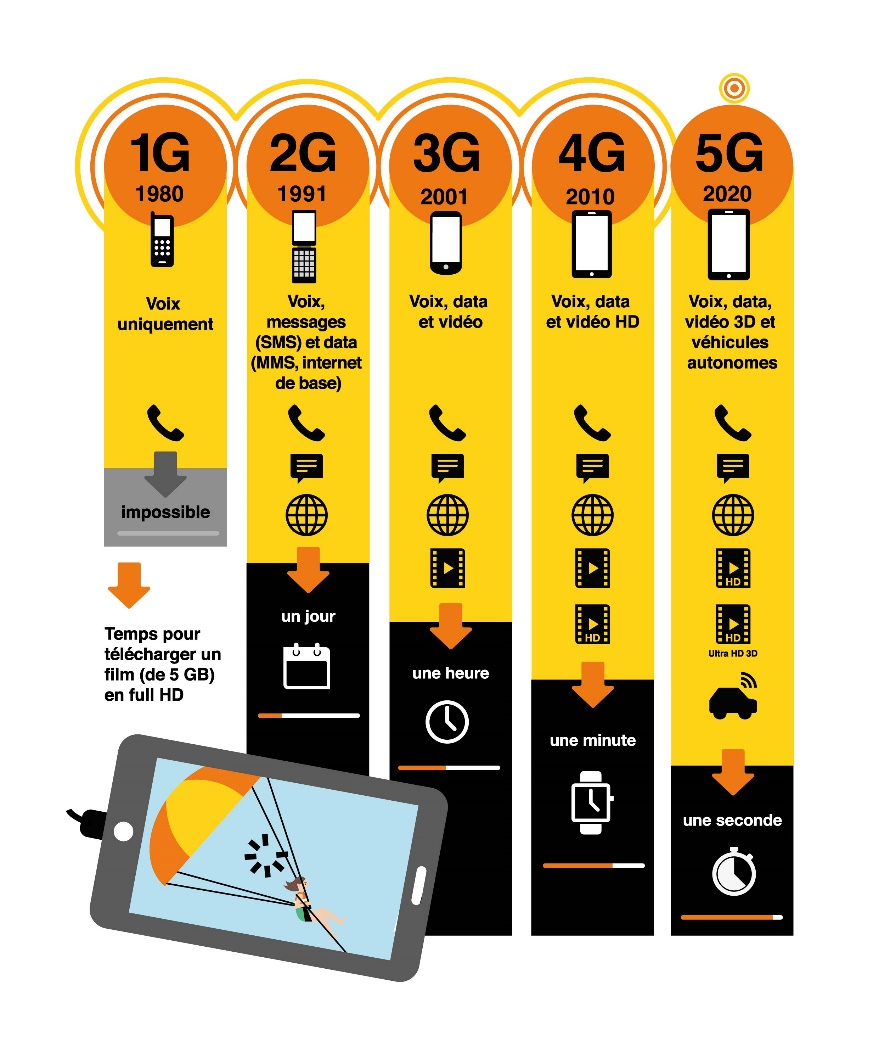 1G
1980
Voix
uniquement
impossible
Temps pour
télécharger un
film (de 5 GB)
en full HD
2G
1991
Voix,
messages
(SMS) et data
(MMS, internet
de base)
un jour
3G
2001
Voix, data
et vidéo
une heure
4G
2010
Voix, data
et vidéo HD
HD
une minute
5G
2020
Voix, data,
vidéo 3D et
véhicules
autonomes
HD
HD
Ultra HD 3D
une seconde